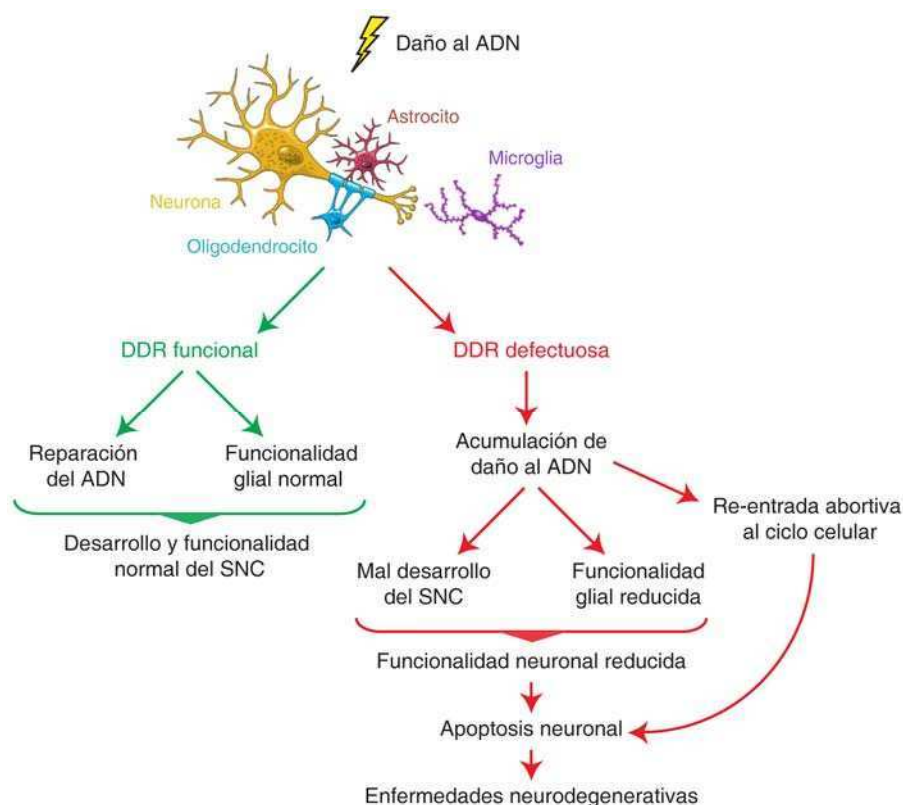 Daño al ADN
Astrocito
Microglia
Neurona
Oligodendrocito
DDR funcional
DDR defectuosa
Reparación
del ADN
Funcionalidad
glial normal
Acumulación de
daño al ADN
Re-entrada abortiva
al ciclo celular
Desarrollo y funcionalidad
normal del SNC
Mal desarrollo
del SNC
Funcionalidad
glial reducida
Funcionalidad neuronal reducida
Apoptosis neuronal
Enfermedades neurodegenerativas